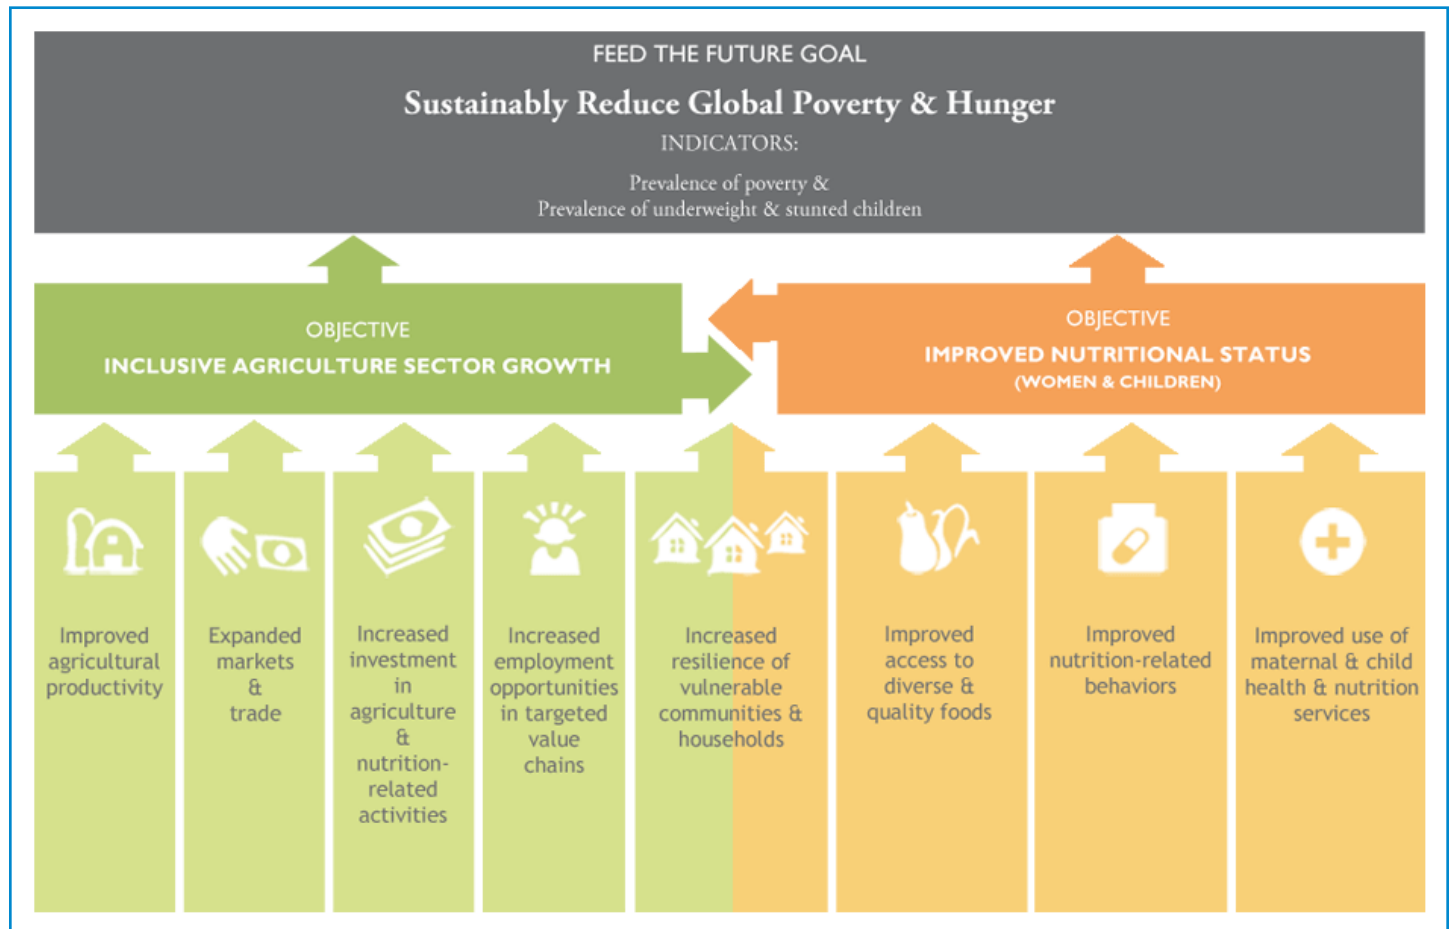 FEED THE FUTURE GOAL
Sustainably Reduce Global Poverty & Hunger
INDICATORS:
Prevalence of poverty &
Prevalence of underweight & stunted children
OBJECTIVE
INCLUSIVE AGRICULTURE SECTOR GROWTH
OBJECTIVE
IMPROVED NUTRITIONAL STATUS
(WOMEN & CHILDREN)
Improved
agricultural
productivity
Expanded
markets
&
trade
Increased
investment
in
agriculture
&
nutrition-
related
activities
Increased
employment
opportunities
in targeted
value
chains
Increased
resilience of
vulnerable
communities &
households
Improved
access to
diverse &
quality foods
Improved
nutrition-related
behaviors
Improved use of
maternal & child
health & nutrition
services